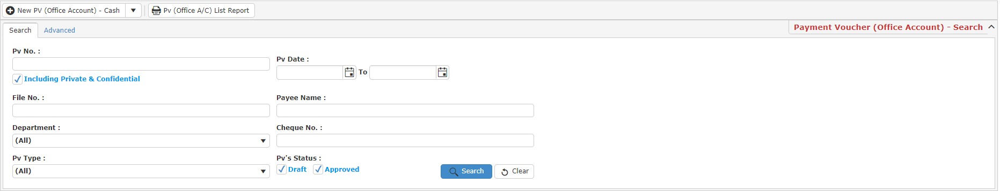 New PV (Office Account) - Cash
Pv (Office A/C) List Report
Search
Advanced
Payment Voucher (Office Account) - Search
Pv No. :
Pv Date :
To
Including Private & Confidential
File No. :
Payee Name :
Department :
Cheque No. :
(All)
Pv Type :
Pv's Status :
(All)
Draft
Approved
Search
Clear